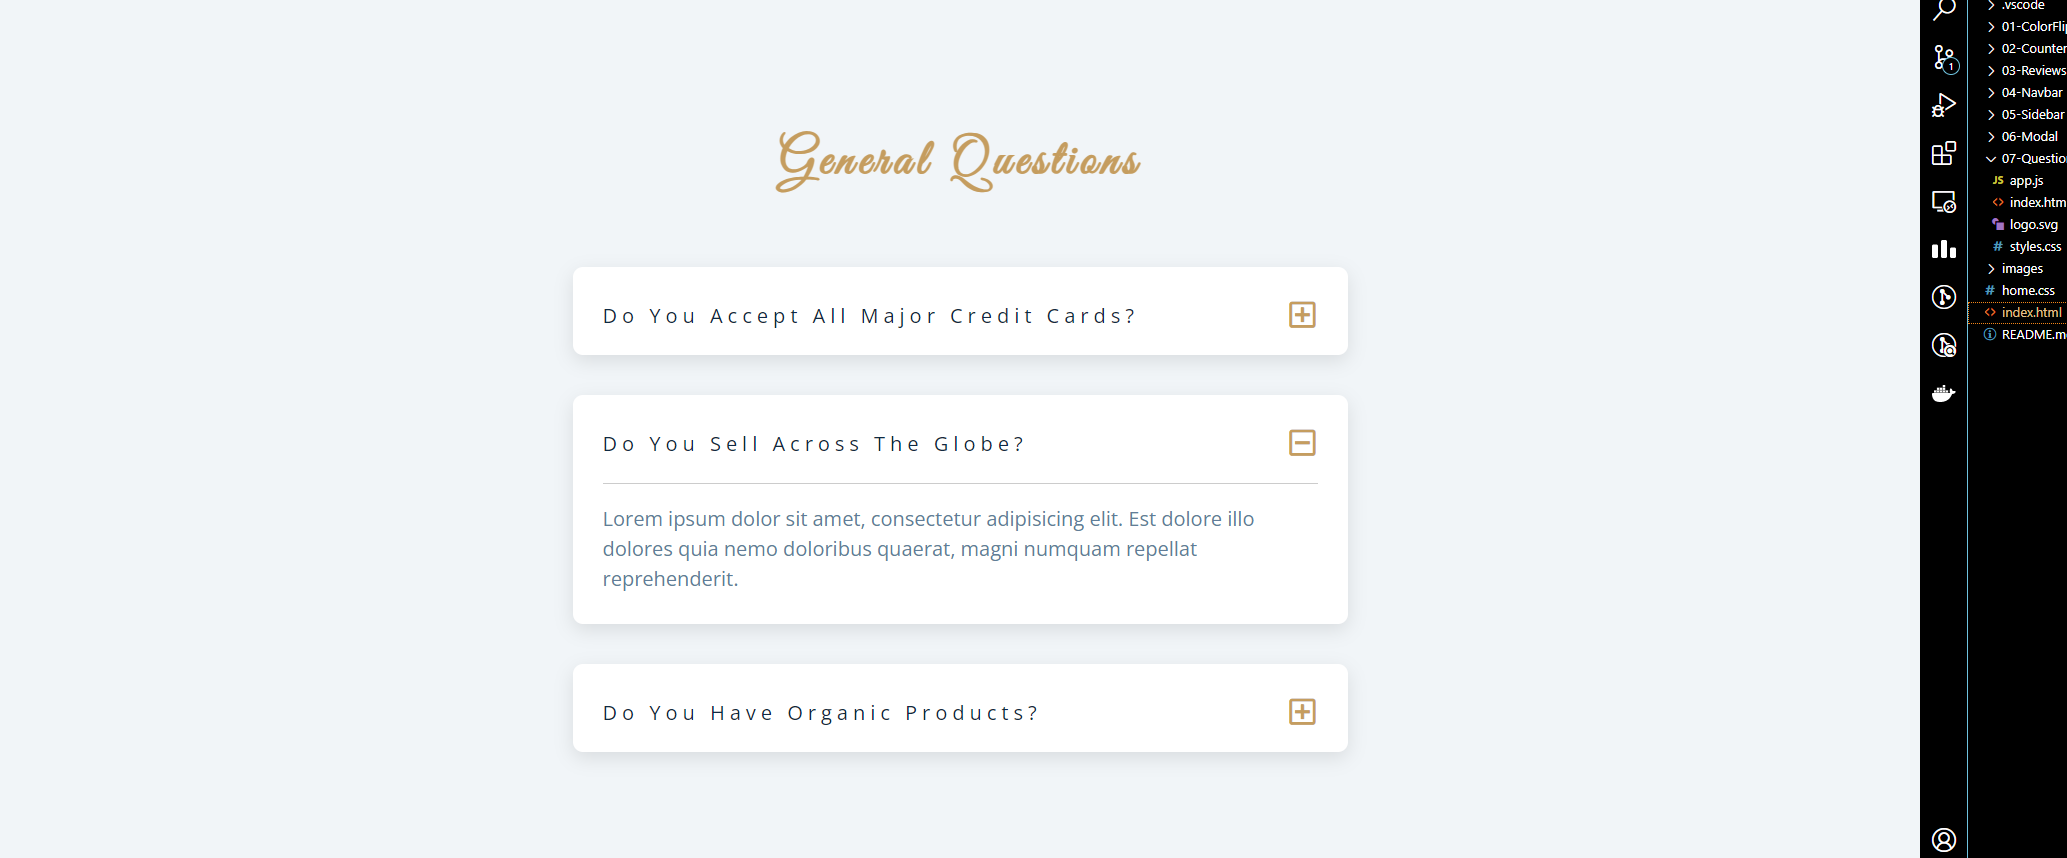 General Questions
Do You Accept All Major Credit Cards?
Do You Sell Across The Globe?
Lorem ipsum dolor sit amet, consectetur adipisicing elit. Est dolore illo
dolores quia nemo doloribus quaerat, magni numquam repellat
reprehenderit.
Do You Have Organic Products?
1
.vscode
01-ColorFli
02-Counter
03-Reviews
04-Navbar
05-Sidebar
06-Modal
07-Questio
JS app.js
<> index.htm
logo.svg
# styles.css
images
# home.css
<> index.html
README.m